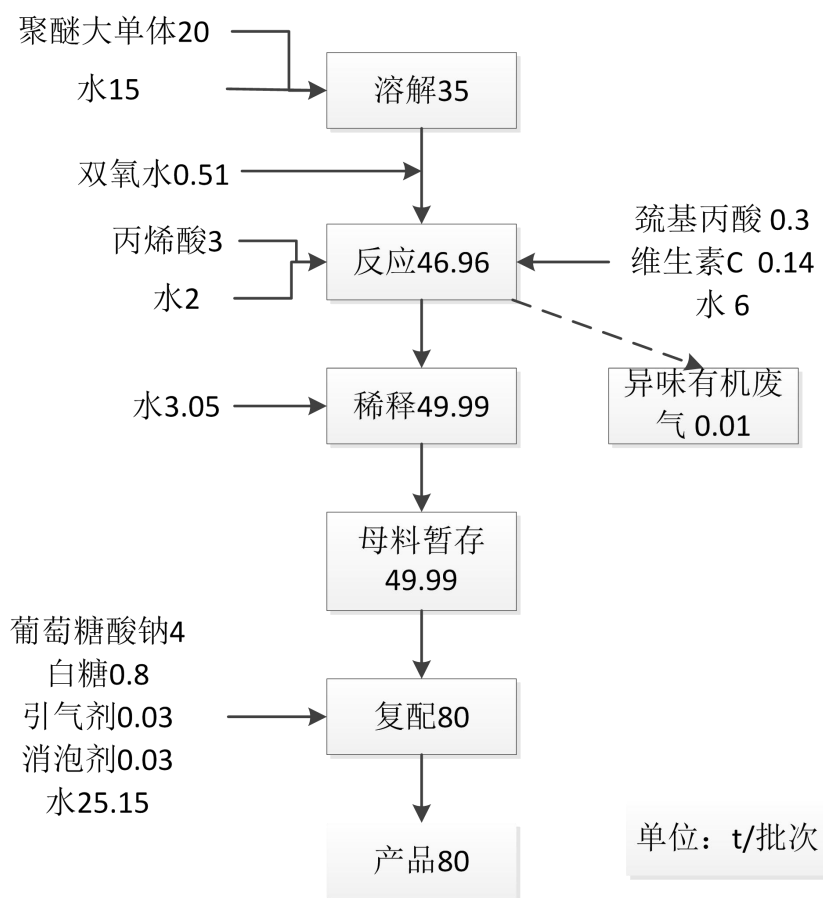 聚醚大单体20
水15
溶解35
双氧水0.51
丙烯酸3
水2
反应46.96
巯基丙酸 0.3
维生素C 0.14
水 6
水3.05
稀释49.99
异味有机废
气 0.01
母料暂存
49.99
葡萄糖酸钠4
白糖0.8
引气剂0.03
消泡剂0.03
水25.15
复配80
产品80
单位：t/批次